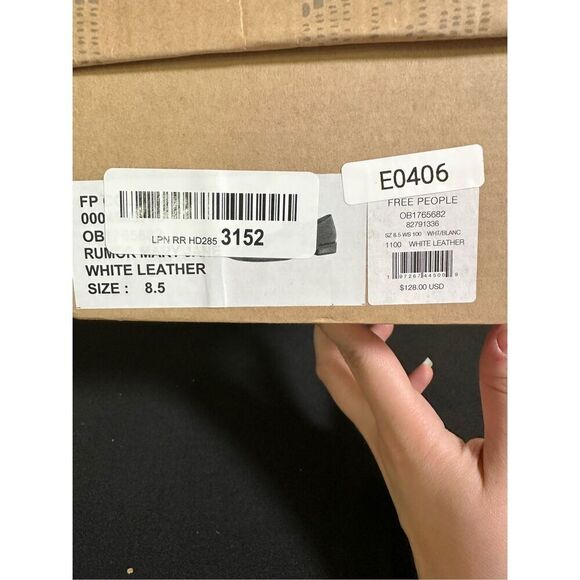 FP
000
OB
LPN RR HD285 3152
RUMOR MARY JANE
WHITE LEATHER
SIZE : 8.5
E0406
FREE PEOPLE
OB1765682
82791336
SZ 8.5 WS 100 WHT/BLANC
1100 WHITE LEATHER
$128.00 USD